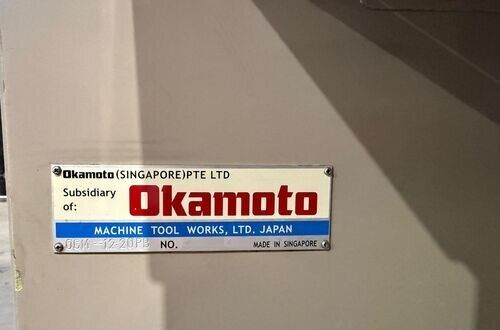 Okamoto (SINGAPORE)PTE LTD
Subsidiary
of:
Okamoto
MACHINE TOOL WORKS, LTD. JAPAN
NO.
MADE IN SINGAPORE